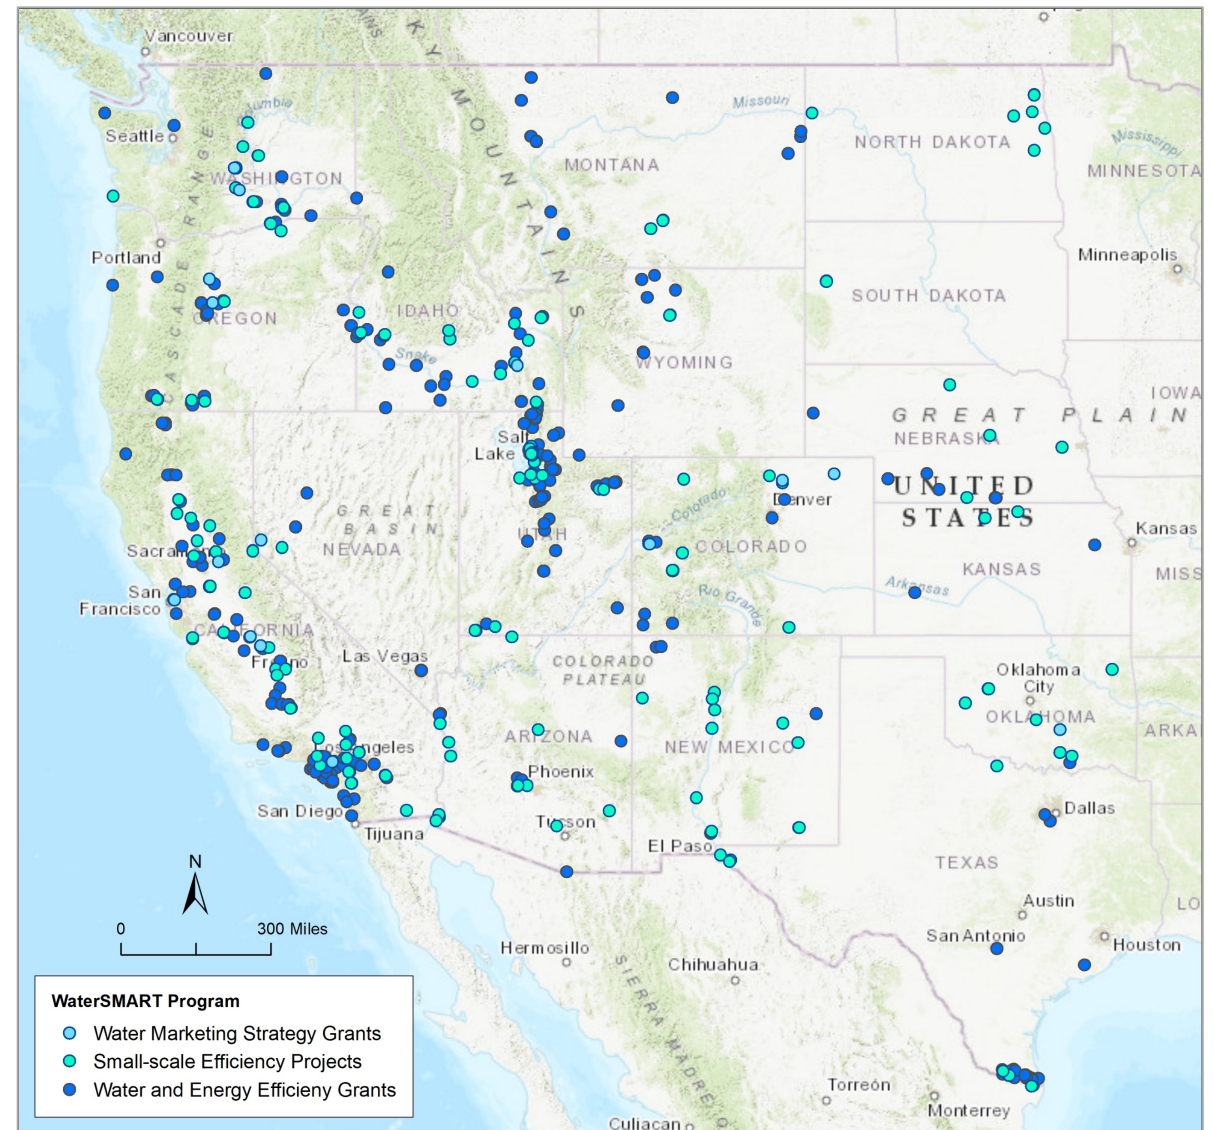 Vancouver
Columbia
Seattle
WASHINGTON
CASCADE RANGE
Portland
OREGON
IDAHO
Snake
KY MOUNTAINS
MONTANA
Missouri
NORTH DAKOTA
Mississippi
MINNESOTA
Minneapolis
SOUTH DAKOTA
WYOMING
IOWA
GREAT PLAIN
NEBRASKA
Salt
Lake
UNITED
STATES
Denver
Colorado
GREAT
BASIN
NEVADA
UTAH
COLORADO
Kansas
KANSAS
MISS
Sacramento
San
Francisco
CALIFORNIA
Fresno
Las Vegas
Rio Grande
Arkansas
COLORADO
PLATEAU
Oklahoma
City
OKLAHOMA
ARKA
Los Angeles
ARIZONA
NEW MEXICO
Phoenix
San Diego
Tijuana
Tucson
El Paso
Dallas
TEXAS
Austin
LO
San Antonio
Houston
Hermosillo
Chihuahua
SIERRA MADRE O
Torreón
Monterrey
Culiacan
N
0 300 Miles
WaterSMART Program
Water Marketing Strategy Grants
Small-scale Efficiency Projects
Water and Energy Efficieny Grants